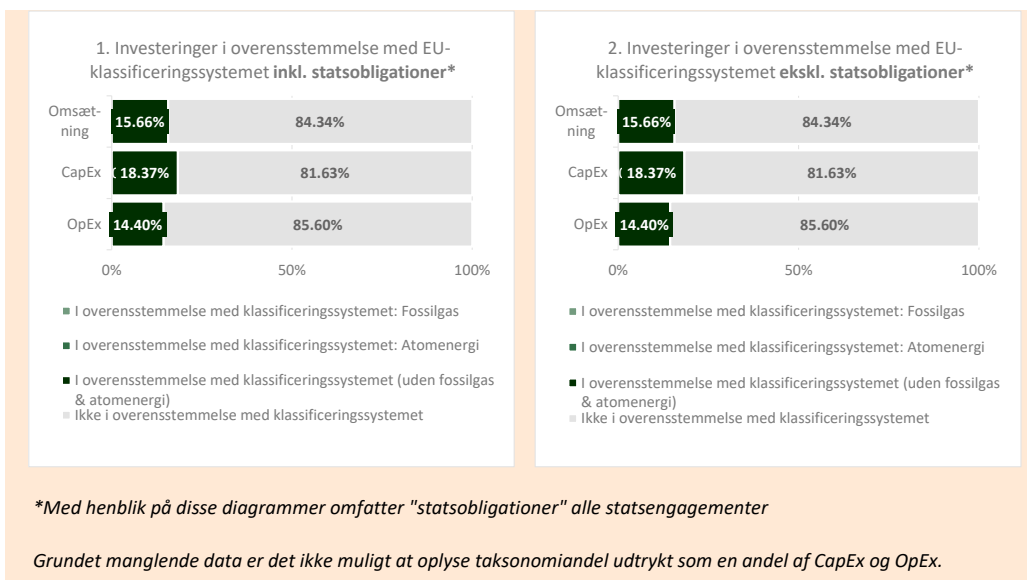 1. Investeringer i overensstemmelse med EU-
klassificeringssystemet inkl. statsobligationer*
Omsæt-
ning
15.66%
84.34%
CapEx
18.37%
81.63%
OpEx
14.40%
85.60%
0%
50%
100%
I overensstemmelse med klassificeringssystemet: Fossilgas
I overensstemmelse med klassificeringssystemet: Atomenergi
I overensstemmelse med klassificeringssystemet (uden fossilgas
& atomenergi)
Ikke i overensstemmelse med klassificeringssystemet
2. Investeringer i overensstemmelse med EU-
klassificeringssystemet ekskl. statsobligationer*
Omsæt-
ning
15.66%
84.34%
CapEx
18.37%
81.63%
OpEx
14.40%
85.60%
0%
50%
100%
I overensstemmelse med klassificeringssystemet: Fossilgas
I overensstemmelse med klassificeringssystemet: Atomenergi
I overensstemmelse med klassificeringssystemet (uden fossilgas
& atomenergi)
Ikke i overensstemmelse med klassificeringssystemet
*Med henblik på disse diagrammer omfatter "statsobligationer" alle statsengagementer
Grundet manglende data er det ikke muligt at oplyse taksonomiandel udtrykt som en andel af CapEx og OpEx.